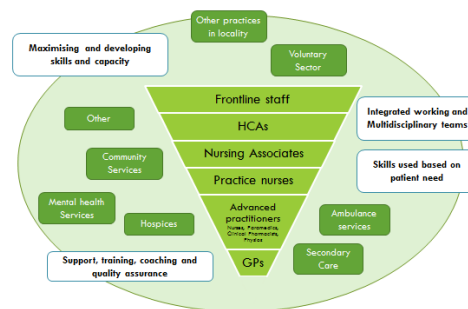 Other practices
in locality
Maximising and developing
skills and capacity
Voluntary
Sector
Frontline staff
Integrated working and
Multidisciplinary teams
Other
HCAs
Community
Services
Nursing Associates
Skills used based on
patient need
Practice nurses
Mental health
Services
Hospices
Advanced
practitioners
Nurses, Paramedics,
Clinical Pharmacists,
Physios
Ambulance
services
Support, training, coaching and
quality assurance
GPs
Secondary
Care